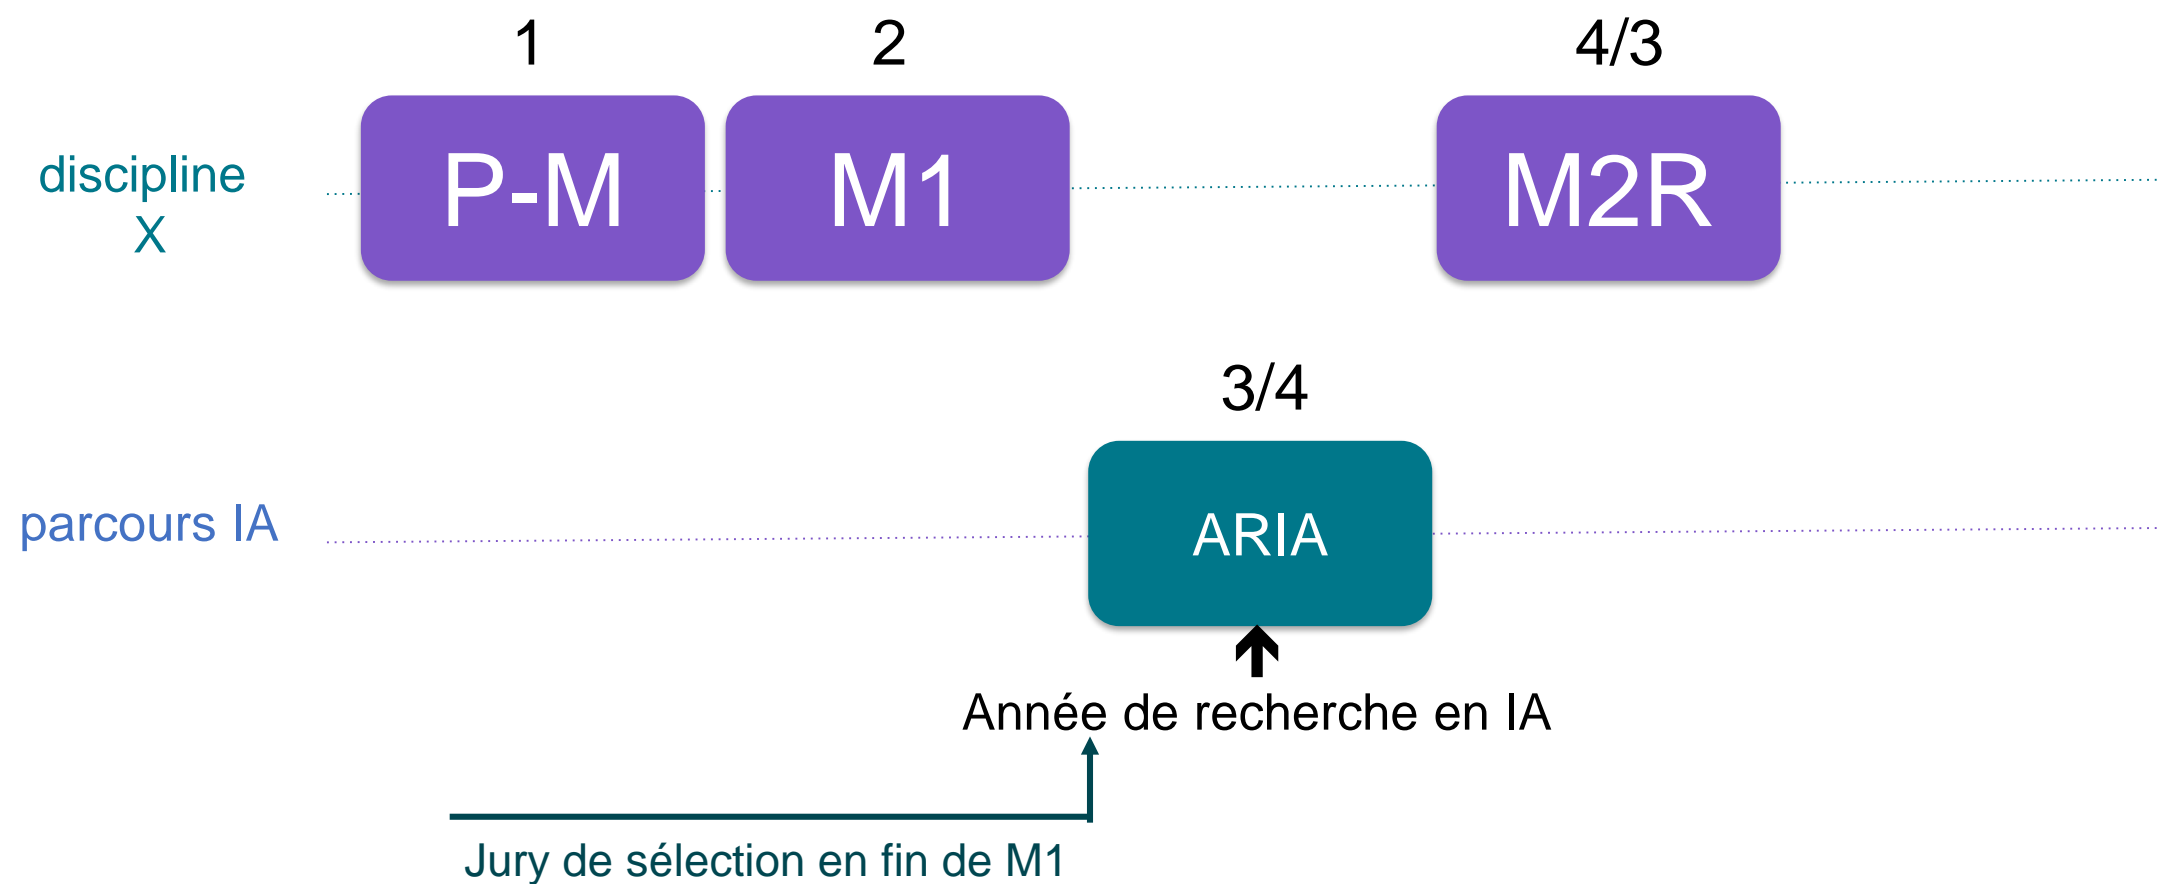 1 2 4/3
P-M M1 M2R
discipline
X
3/4
ARIA
parcours IA
Année de recherche en IA
Jury de sélection en fin de M1